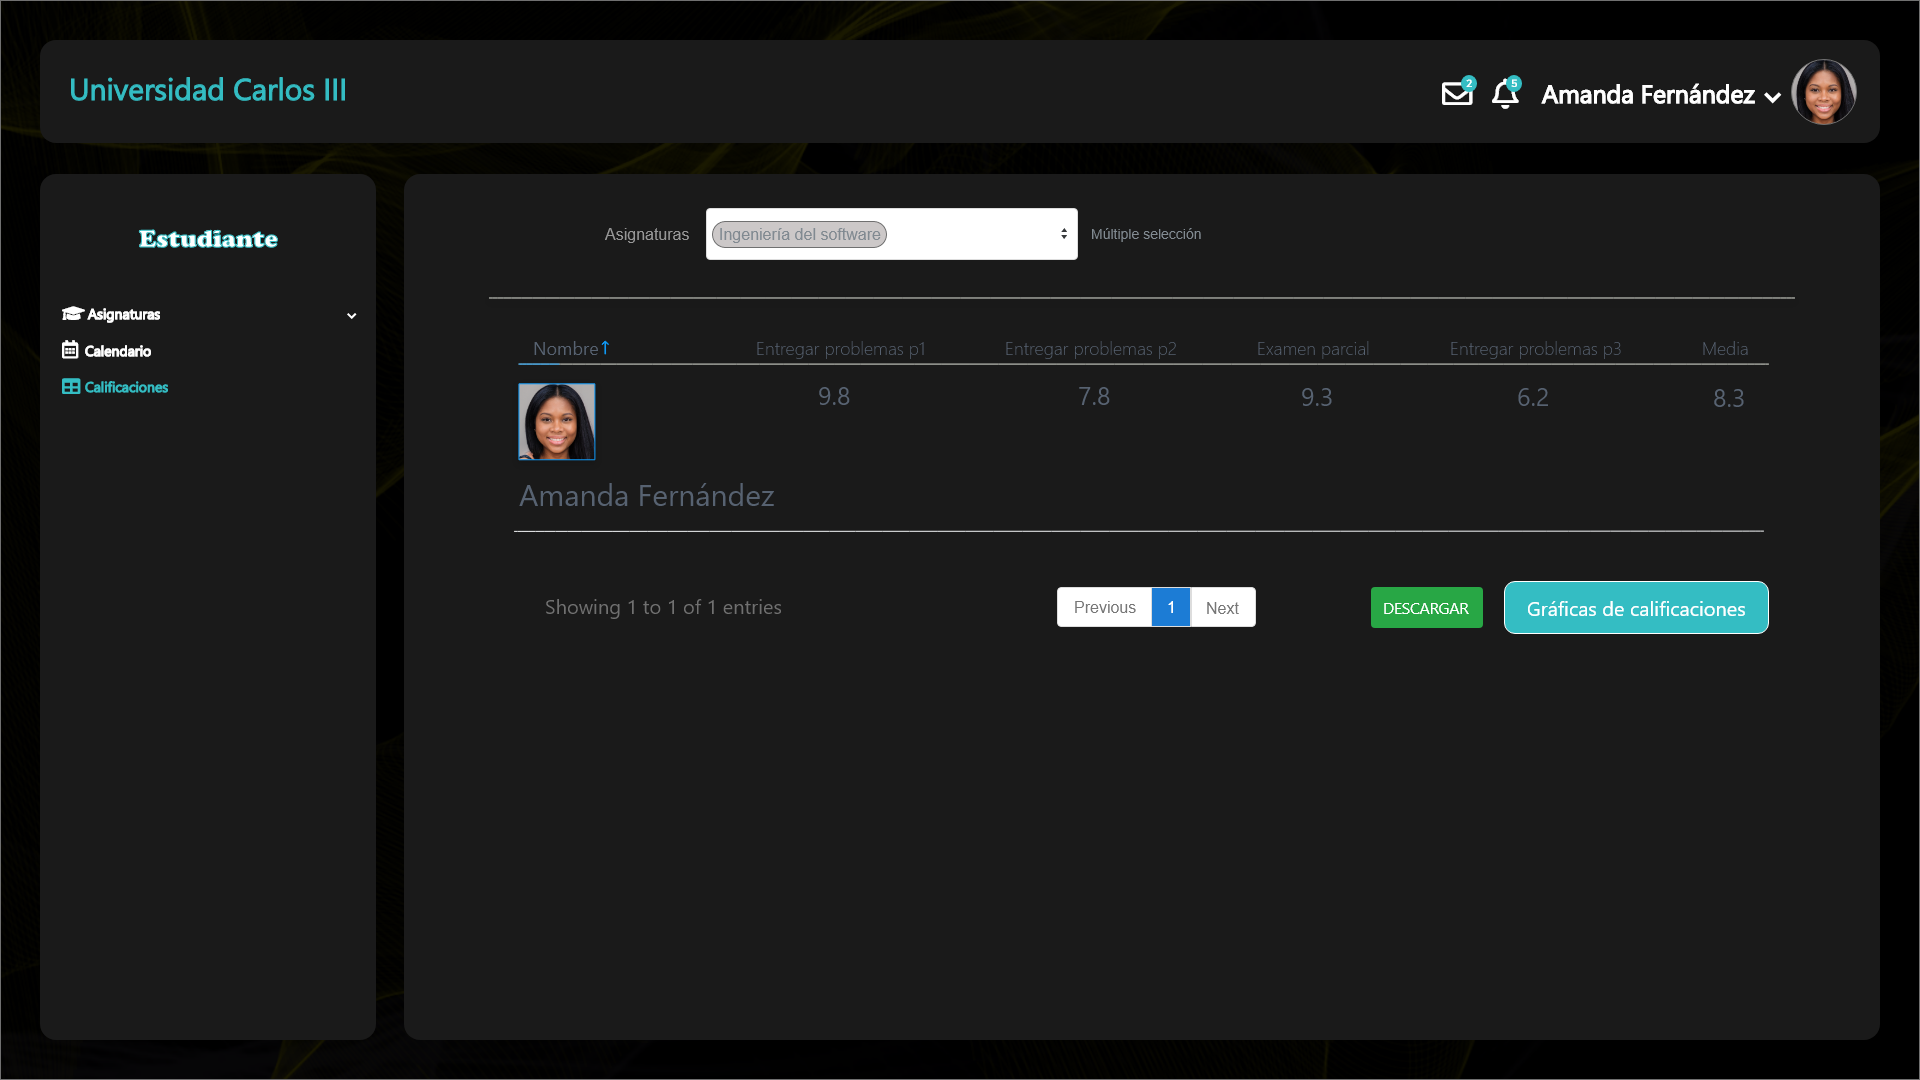 Universidad Carlos III
2
5
Amanda Fernández
Estudiante
Asignaturas
Calendario
Calificaciones
Asignaturas
Ingeniería del software
Múltiple selección
Nombre↑ Entregar problemas p1 Entregar problemas p2 Examen parcial Entregar problemas p3 Media
9.8 7.8 9.3 6.2 8.3
Amanda Fernández
Showing 1 to 1 of 1 entries
Previous 1 Next
DESCARGAR
Gráficas de calificaciones